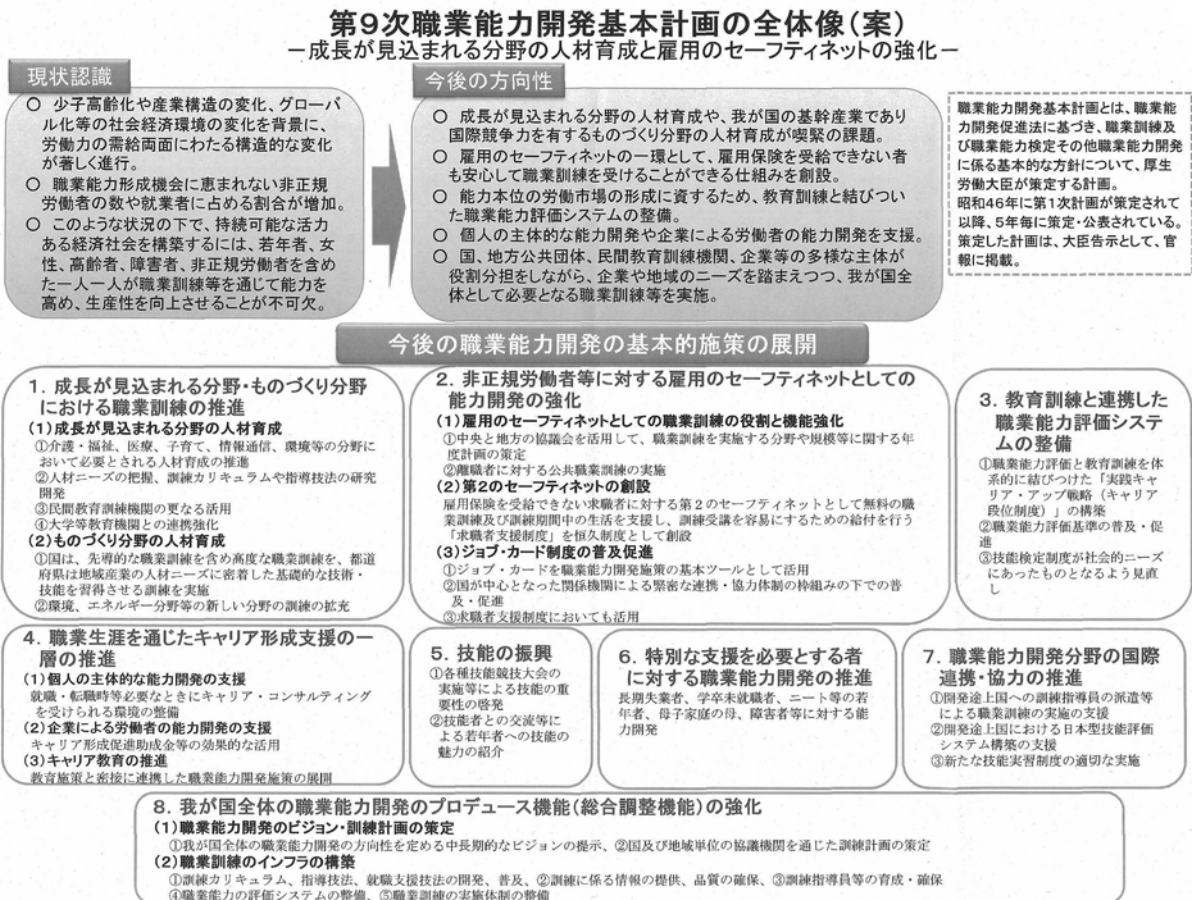 第9次職業能力開発基本計画の全体像(案)
－成長が見込まれる分野の人材育成と雇用のセーフティネットの強化－
現状認識
○ 少子高齢化や産業構造の変化、グローバ
ル化等の社会経済環境の変化を背景に、
労働力の需給両面にわたる構造的な変化
が著しく進行。
○ 職業能力形成機会に恵まれない非正規
労働者の数や就業者に占める割合が増加。
○ このような状況の下で、持続可能な活力
ある経済社会を構築するには、若年者、女
性、高齢者、障害者、非正規労働者を含め
た一人一人が職業訓練等を通じて能力を
高め、生産性を向上させることが不可欠。
今後の方向性
○ 成長が見込まれる分野の人材育成や、我が国の基幹産業であり
国際競争力を有するものづくり分野の人材育成が喫緊の課題。
○ 雇用のセーフティネットの一環として、雇用保険を受給できない者
も安心して職業訓練を受けることができる仕組みを創設。
○ 能力本位の労働市場の形成に資するため、教育訓練と結びつい
た職業能力評価システムの整備。
○ 個人の主体的な能力開発や企業による労働者の能力開発を支援。
○ 国、地方公共団体、民間教育訓練機関、企業等の多様な主体が
役割分担をしながら、企業や地域のニーズを踏まえつつ、我が国全
体として必要となる職業訓練等を実施。
職業能力開発基本計画とは、職業能
力開発促進法に基づき、職業訓練及
び職業能力検定その他職業能力開発
に係る基本的な方針について、厚生
労働大臣が策定する計画。
昭和46年に第1次計画が策定されて
以降、5年毎に策定・公表されている。
策定した計画は、大臣告示として、官
報に掲載。
今後の職業能力開発の基本的施策の展開
1. 成長が見込まれる分野・ものづくり分野
における職業訓練の推進
(1)成長が見込まれる分野の人材育成
①介護・福祉、医療、子育て、情報通信、環境等の分野に
おいて必要とされる人材育成の推進
②人材ニーズの把握、訓練カリキュラムや指導技法の研究
開発
③民間教育訓練機関の更なる活用
④大学等教育機関との連携強化
(2)ものづくり分野の人材育成
①国は、先導的な職業訓練を含め高度な職業訓練を、都道
府県は地域産業の人材ニーズに密着した基礎的な技術・
技能を習得させる訓練を実施
②環境、エネルギー分野等の新しい分野の訓練の拡充
2. 非正規労働者等に対する雇用のセーフティネットとしての
能力開発の強化
(1)雇用のセーフティネットとしての職業訓練の役割と機能強化
①中央と地方の協議会を活用して、職業訓練を実施する分野や規模等に関する年
度計画の策定
②離職者に対する公共職業訓練の実施
(2)第2のセーフティネットの創設
雇用保険を受給できない求職者に対する第2のセーフティネットとして無料の職
業訓練及び訓練期間中の生活を支援し、訓練受講を容易にするための給付を行う
「求職者支援制度」を恒久制度として創設
(3)ジョブ・カード制度の普及促進
①ジョブ・カードを職業能力開発施策の基本ツールとして活用
②国が中心となった関係機関による緊密な連携・協力体制の枠組みの下での普
及・促進
③求職者支援制度においても活用
3. 教育訓練と連携した
職業能力評価システ
ムの整備
①職業能力評価と教育訓練を体
系的に結びつけた「実践キャ
リア・アップ戦略(キャリア
段位制度)」の構築
②職業能力評価基準の普及・促
進
③技能検定制度が社会的ニーズ
にあったものとなるよう見直
し
4. 職業生涯を通じたキャリア形成支援の一
層の推進
(1)個人の主体的な能力開発の支援
就職・転職時等必要なときにキャリア・コンサルティング
を受けられる環境の整備
(2)企業による労働者の能力開発の支援
キャリア形成促進助成金等の効果的な活用
(3)キャリア教育の推進
教育施策と密接に連携した職業能力開発施策の展開
5. 技能の振興
①各種技能競技大会の
実施等による技能の重
要性の啓発
②技能者との交流等に
よる若年者への技能の
魅力の紹介
6. 特別な支援を必要とする者
に対する職業能力開発の推進
長期失業者、学卒未就職者、ニート等の若
年者、母子家庭の母、障害者等に対する能
力開発
7. 職業能力開発分野の国際
連携・協力の推進
①開発途上国への訓練指導員の派遣等
による職業訓練の実施の支援
②開発途上国における日本型技能評価
システム構築の支援
③新たな技能実習制度の適切な実施
8. 我が国全体の職業能力開発のプロデュース機能(総合調整機能)の強化
(1)職業能力開発のビジョン・訓練計画の策定
①我が国全体の職業能力開発の方向性を定める中長期的なビジョンの提示、②国及び地域単位の協議機関を通じた訓練計画の策定
(2)職業訓練のインフラの構築
①訓練カリキュラム、指導技法、就職支援技法の開発、普及、②訓練に係る情報の提供、品質の確保、③訓練指導員等の育成・確保
④職業能力の評価システムの整備、⑤職業訓練の実施体制の整備